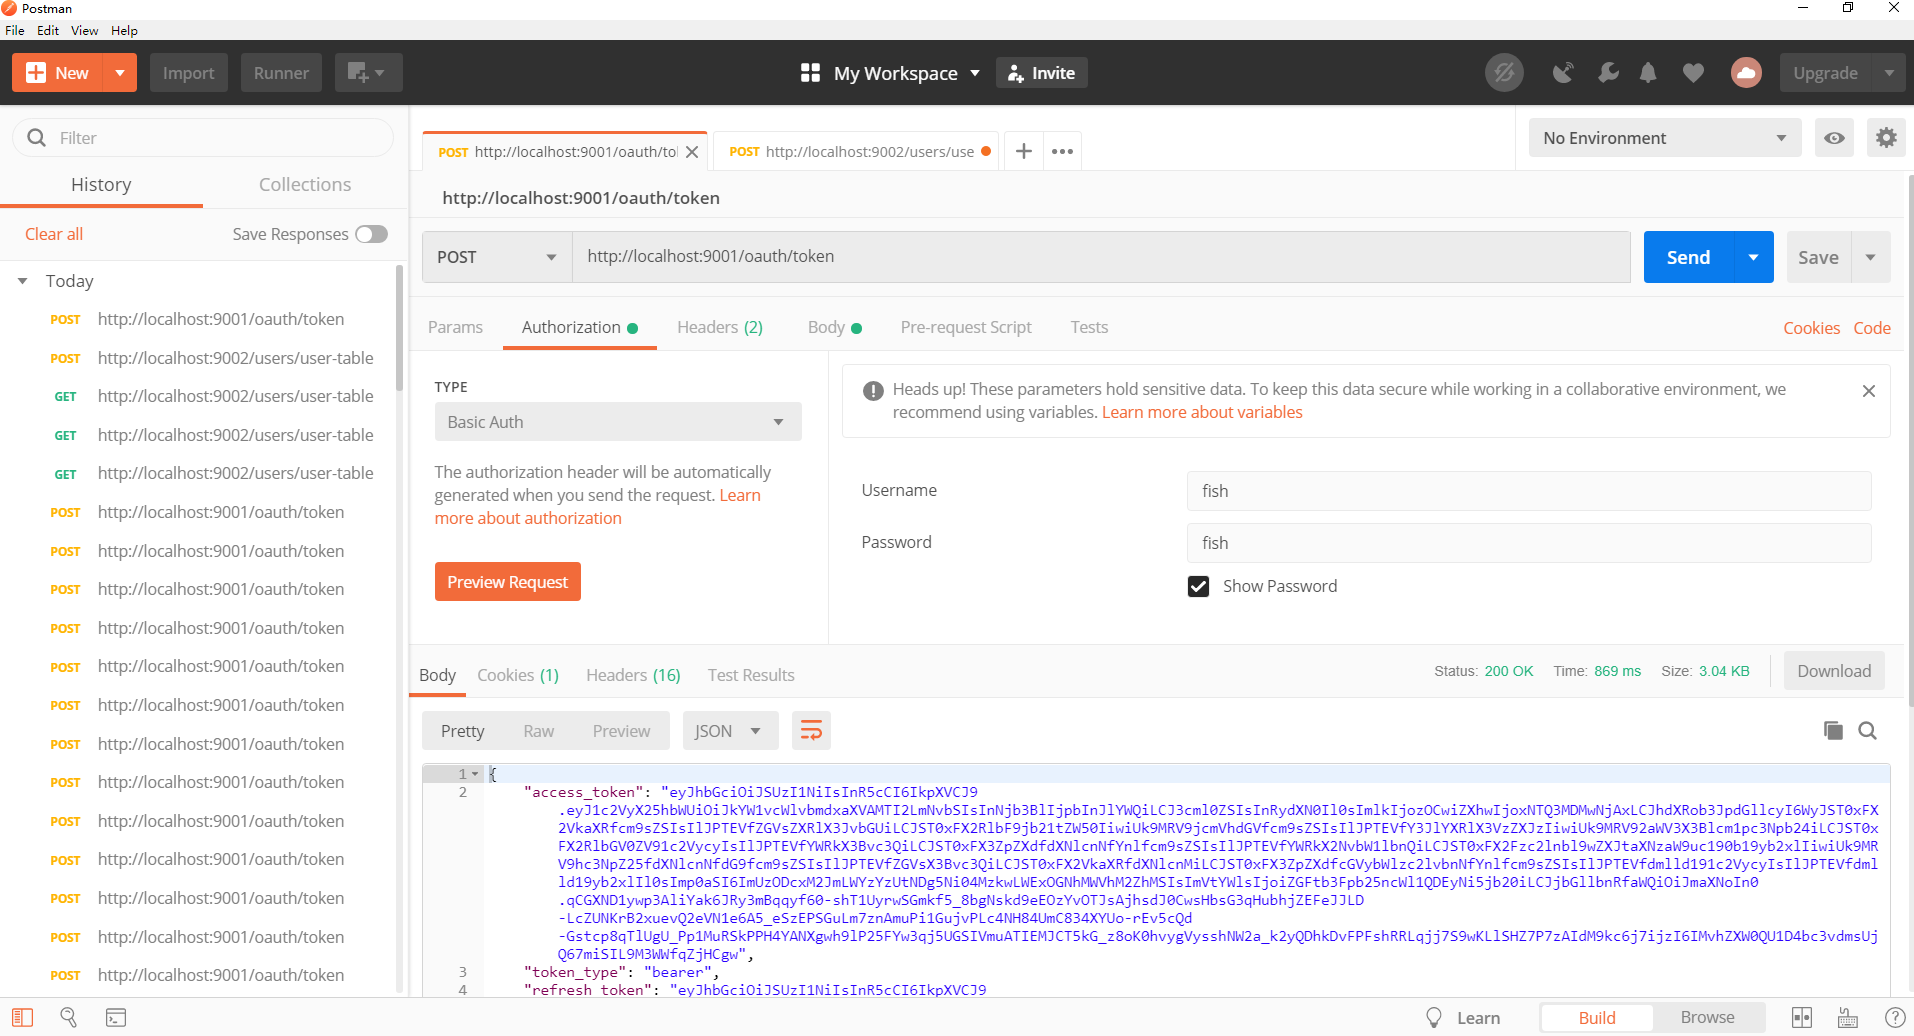 Postman
File Edit View Help
New Import Runner My Workspace Invite Upgrade
Filter
History Collections
Clear all Save Responses
Today
POST http://localhost:9001/oauth/token
POST http://localhost:9002/users/user-table
GET http://localhost:9002/users/user-table
GET http://localhost:9002/users/user-table
GET http://localhost:9002/users/user-table
POST http://localhost:9001/oauth/token
POST http://localhost:9001/oauth/token
POST http://localhost:9001/oauth/token
POST http://localhost:9001/oauth/token
POST http://localhost:9001/oauth/token
POST http://localhost:9001/oauth/token
POST http://localhost:9001/oauth/token
POST http://localhost:9001/oauth/token
POST http://localhost:9001/oauth/token
POST http://localhost:9001/oauth/token
POST http://localhost:9001/oauth/token
POST http://localhost:9001/oauth/token
POST http://localhost:9001/oauth/token
POST http://localhost:9001/oauth/to POST http://localhost:9002/users/use
No Environment
http://localhost:9001/oauth/token
POST http://localhost:9001/oauth/token Send Save
Params Authorization Headers (2) Body Pre-request Script Tests Cookies Code
TYPE
Basic Auth
The authorization header will be automatically
generated when you send the request. Learn
more about authorization
Preview Request
Heads up! These parameters hold sensitive data. To keep this data secure while working in a collaborative environment, we
recommend using variables. Learn more about variables
Username fish
Password fish
Show Password
Body Cookies (1) Headers (16) Test Results Status: 200 OK Time: 869 ms Size: 3.04 KB Download
Pretty Raw Preview JSON
1 {
2 "access_token": "eyJhbGciOiJSUzI1NiIsInR5cCI6IkpXVCJ9
3 "token_type": "bearer",
4 "refresh_token": "eyJhbGciOiJSUzI1NiIsInR5cCI6IkpXVCJ9
Learn Build Browse